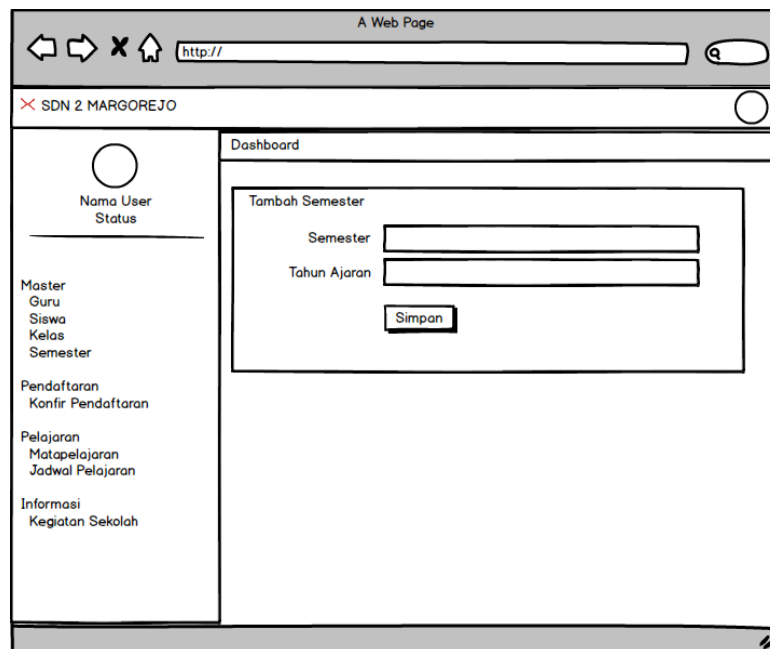 A Web Page
http://
SDN 2 MARGOREJO
Nama User
Status
Master
Guru
Siswa
Kelas
Semester
Pendaftaran
Konfir Pendaftaran
Pelajaran
Matapelajaran
Jadwal Pelajaran
Informasi
Kegiatan Sekolah
Dashboard
Tambah Semester
Semester
Tahun Ajaran
Simpan